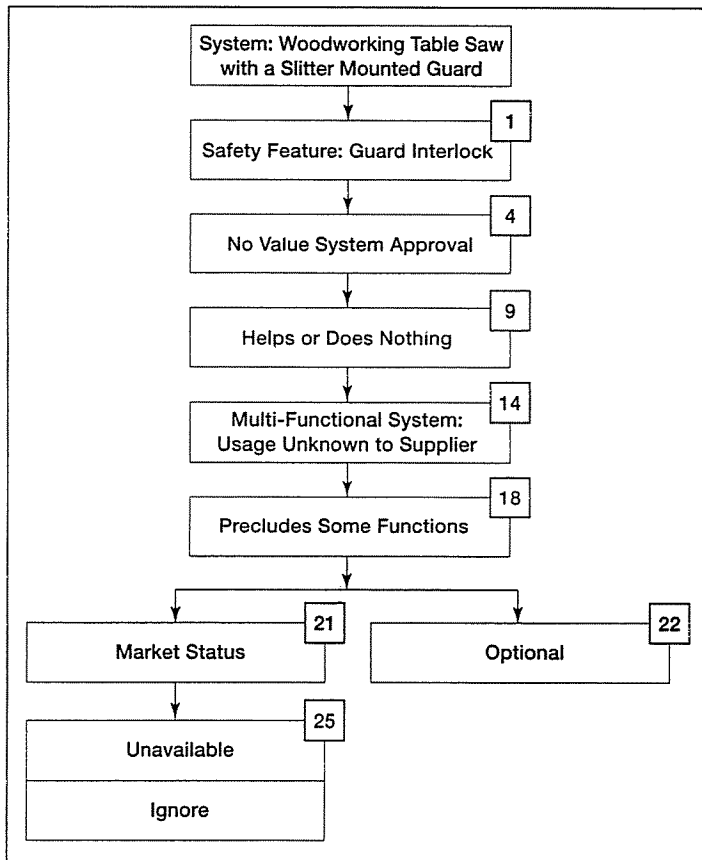 System: Woodworking Table Saw
with a Slitter Mounted Guard
1
Safety Feature: Guard Interlock
4
No Value System Approval
9
Helps or Does Nothing
14
Multi-Functional System:
Usage Unknown to Supplier
18
Precludes Some Functions
21
Market Status
22
Optional
25
Unavailable
Ignore